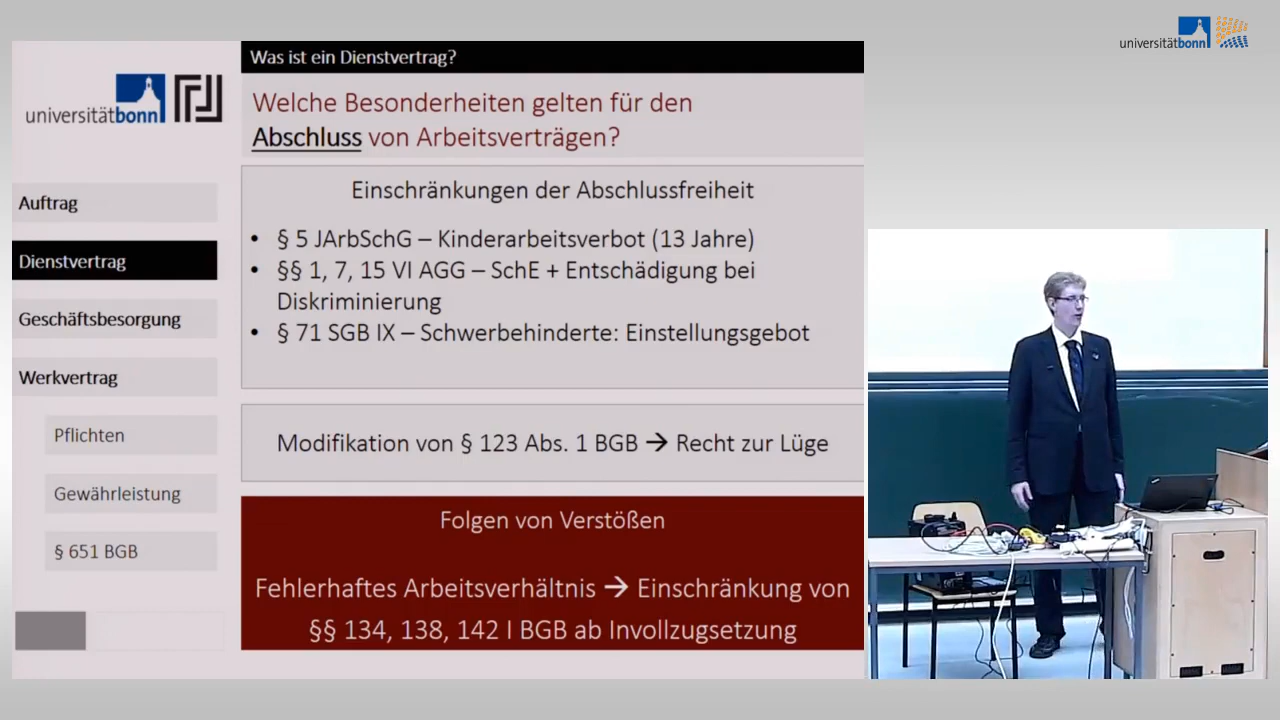 universitätbonn
Was ist ein Dienstvertrag?
universitätbonn
Welche Besonderheiten gelten für den
Abschluss von Arbeitsverträgen?
Auftrag
Dienstvertrag
Geschäftsbesorgung
Werkvertrag
Pflichten
Gewährleistung
§ 651 BGB
Einschränkungen der Abschlussfreiheit
• § 5 JArbSchG – Kinderarbeitsverbot (13 Jahre)
• §§ 1, 7, 15 VI AGG – SchE + Entschädigung bei
Diskriminierung
• § 71 SGB IX – Schwerbehinderte: Einstellungsgebot
Modifikation von § 123 Abs. 1 BGB → Recht zur Lüge
Folgen von Verstößen
Fehlerhaftes Arbeitsverhältnis → Einschränkung von
§§ 134, 138, 142 I BGB ab Invollzugsetzung